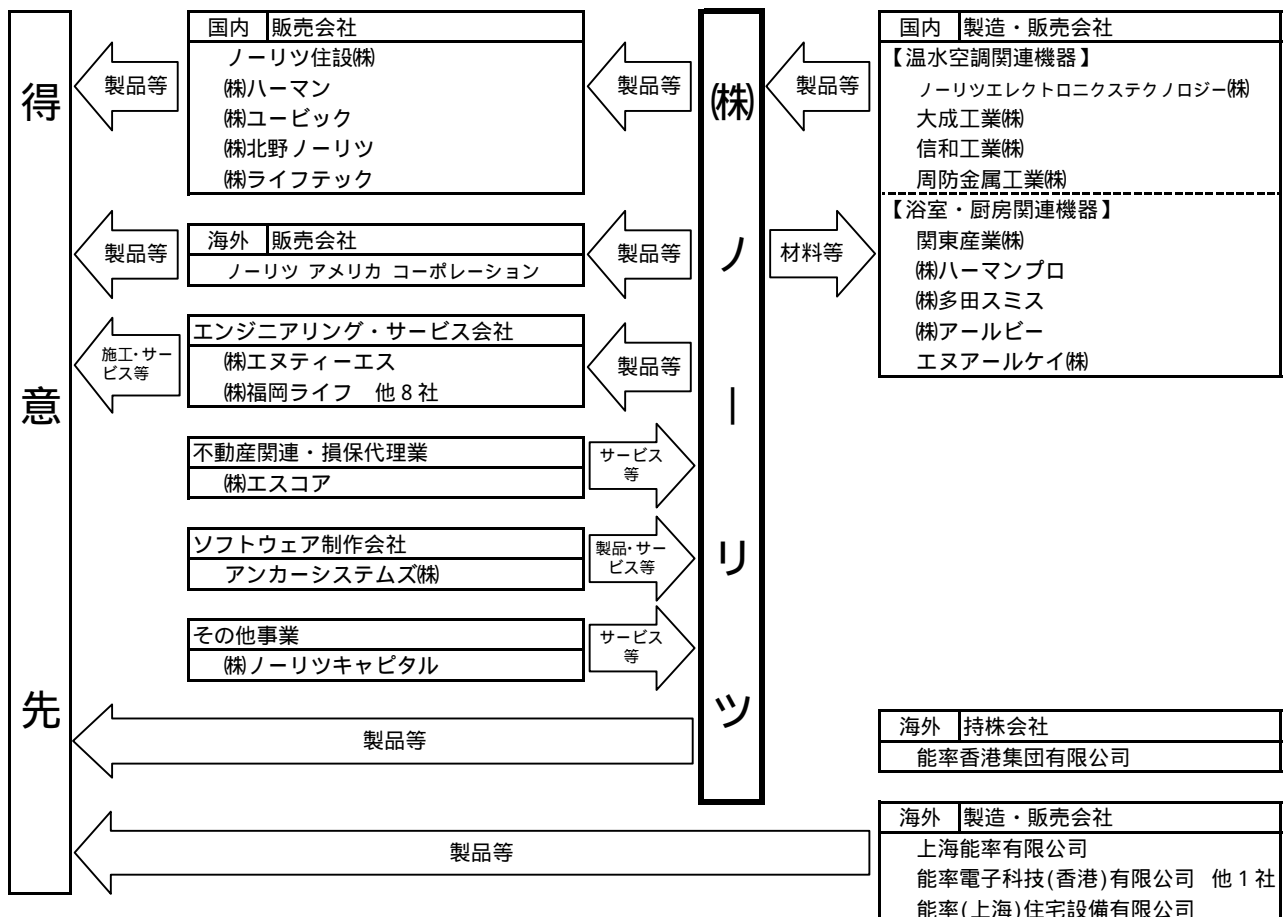 得意先
国内 販売会社
ノーリツ住設㈱
㈱ハーマン
㈱ユービック
㈱北野ノーリツ
㈱ライフテック
製品等
製品等
海外 販売会社
ノーリツ アメリカ コーポレーション
製品等
製品等
エンジニアリング・サービス会社
㈱エヌティーエス
㈱福岡ライフ 他8社
施工・サー
ビス等
製品等
不動産関連・損保代理業
㈱エスコア
サービス
等
ソフトウェア制作会社
アンカーシステムズ㈱
製品・サー
ビス等
その他事業
㈱ノーリツキャピタル
サービス
等
製品等
製品等
㈱ノーリツ
製品等
材料等
国内 製造・販売会社
【温水空調関連機器】
ノーリツエレクトロニクステクノロジー㈱
大成工業㈱
信和工業㈱
周防金属工業㈱
【浴室・厨房関連機器】
関東産業㈱
㈱ハーマンプロ
㈱多田スミス
㈱アールビー
エヌアールケイ㈱
海外 持株会社
能率香港集団有限公司
海外 製造・販売会社
上海能率有限公司
能率電子科技(香港)有限公司 他1社
能率(上海)住宅設備有限公司